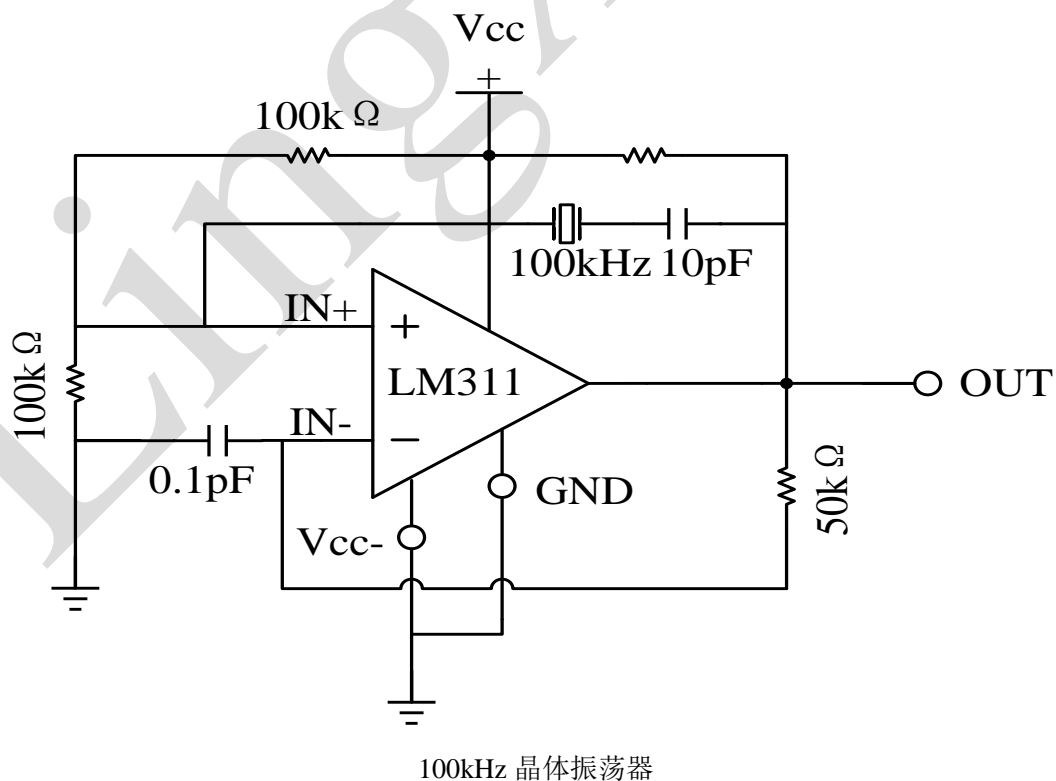 Vcc
+
100k Ω
100kHz 10pF
IN+
+
LM311
100k Ω
OUT
IN-
−
0.1pF
GND
50k Ω
Vcc-
100kHz 晶体振荡器